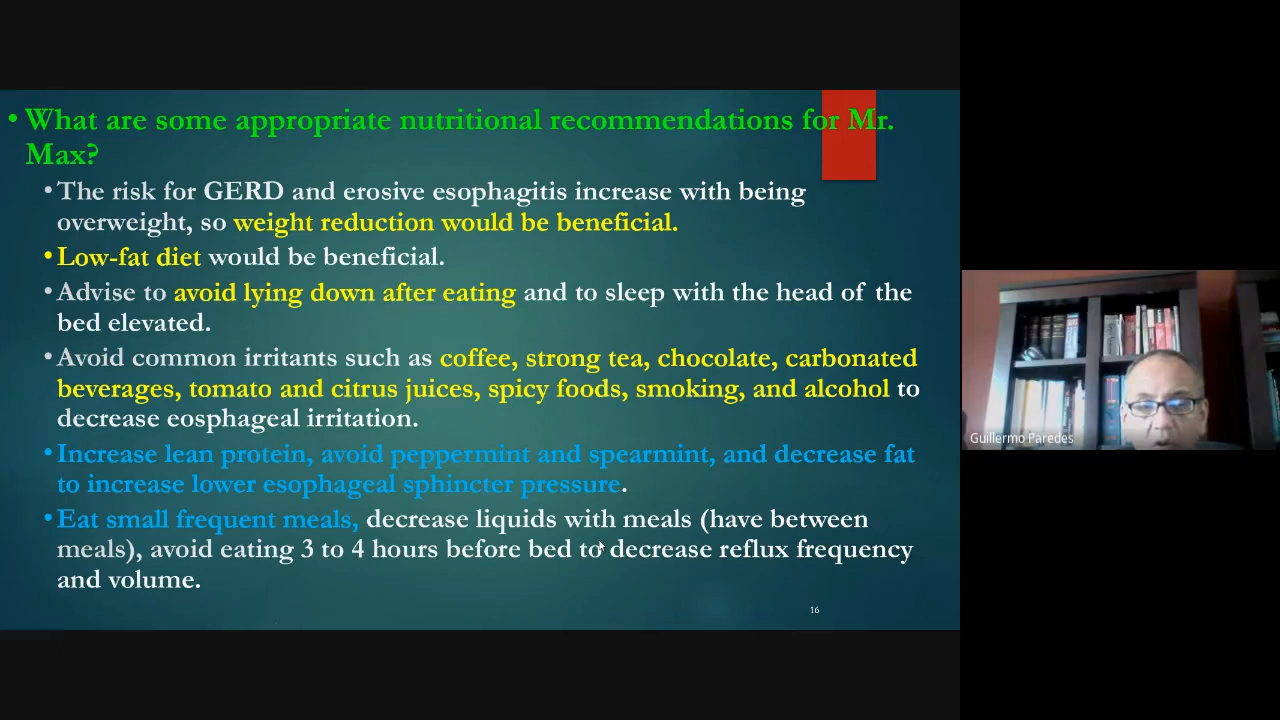 • What are some appropriate nutritional recommendations for Mr.
Max?
• The risk for GERD and erosive esophagitis increase with being
overweight, so weight reduction would be beneficial.
• Low-fat diet would be beneficial.
• Advise to avoid lying down after eating and to sleep with the head of the
bed elevated.
• Avoid common irritants such as coffee, strong tea, chocolate, carbonated
beverages, tomato and citrus juices, spicy foods, smoking, and alcohol to
decrease eosphageal irritation.
• Increase lean protein, avoid peppermint and spearmint, and decrease fat
to increase lower esophageal sphincter pressure.
• Eat small frequent meals, decrease liquids with meals (have between
meals), avoid eating 3 to 4 hours before bed to decrease reflux frequency
and volume.
16
Guillermo Paredes